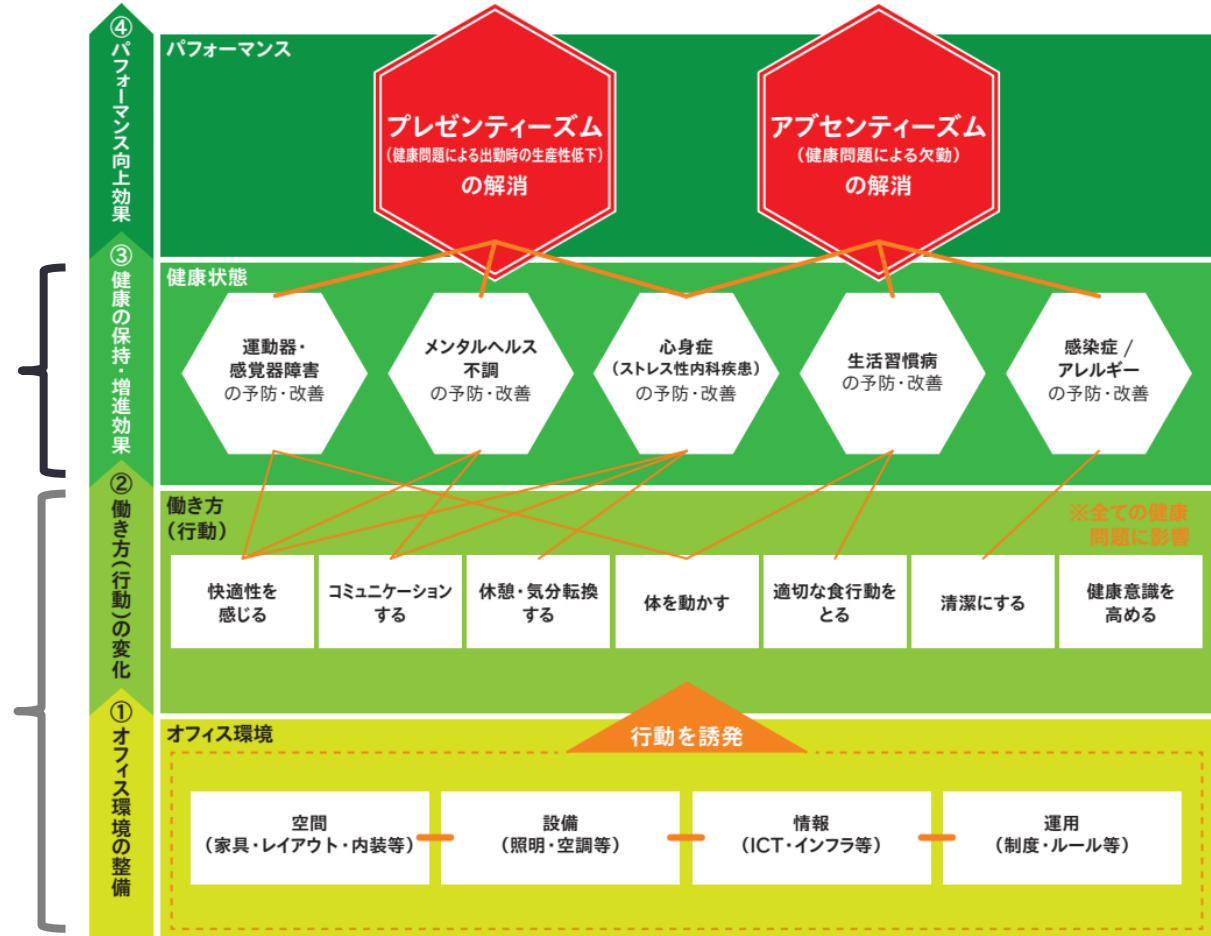 ④パフォーマンス向上効果
パフォーマンス
プレゼンティーズム
(健康問題による出勤時の生産性低下)
の解消
アブセンティーズム
(健康問題による欠勤)
の解消
③健康の保持・増進効果
健康状態
運動器・
感覚器障害
の予防・改善
メンタルヘルス
不調
の予防・改善
心身症
(ストレス性内科疾患)
の予防・改善
生活習慣病
の予防・改善
感染症 /
アレルギー
の予防・改善
②働き方(行動)の変化
働き方
(行動)
※全ての健康
問題に影響
快適性を
感じる
コミュニケーション
する
休憩・気分転換
する
体を動かす
適切な食行動を
とる
清潔にする
健康意識を
高める
①オフィス環境の整備
オフィス環境
行動を誘発
空間
(家具・レイアウト・内装等)
設備
(照明・空調等)
情報
(ICT・インフラ等)
運用
(制度・ルール等)